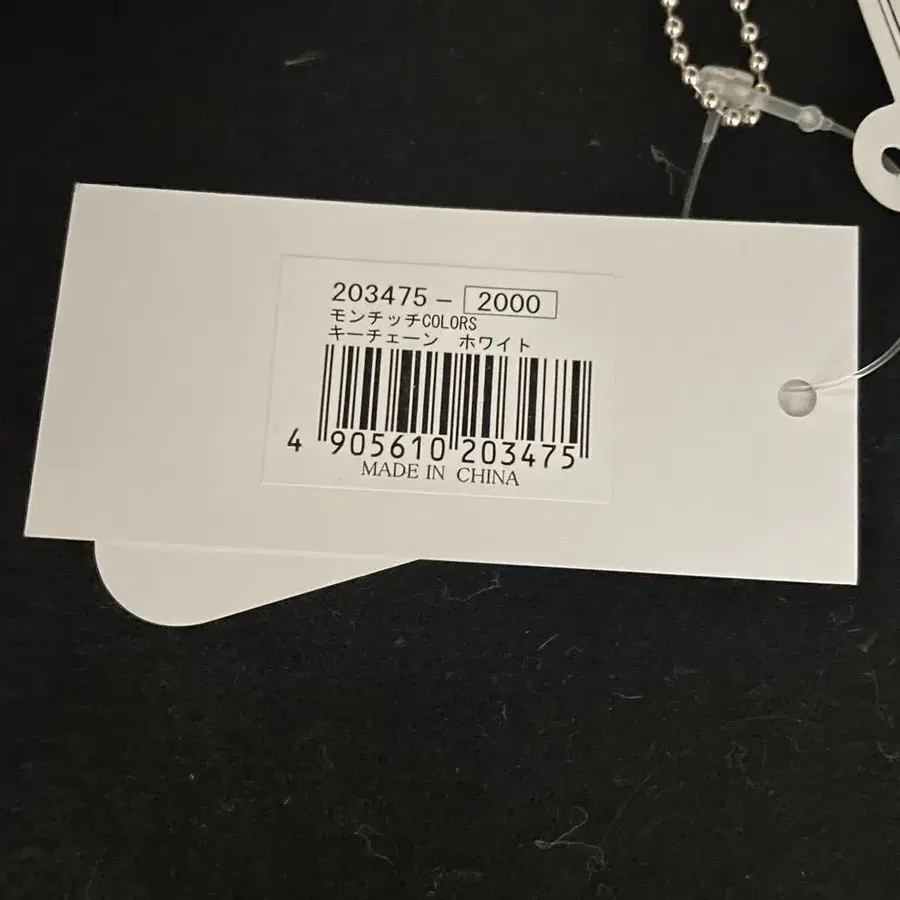 203475－ 2000
モンチッチCOLORS
キーチェーン　ホワイト
4 905610 203475
MADE IN CHINA